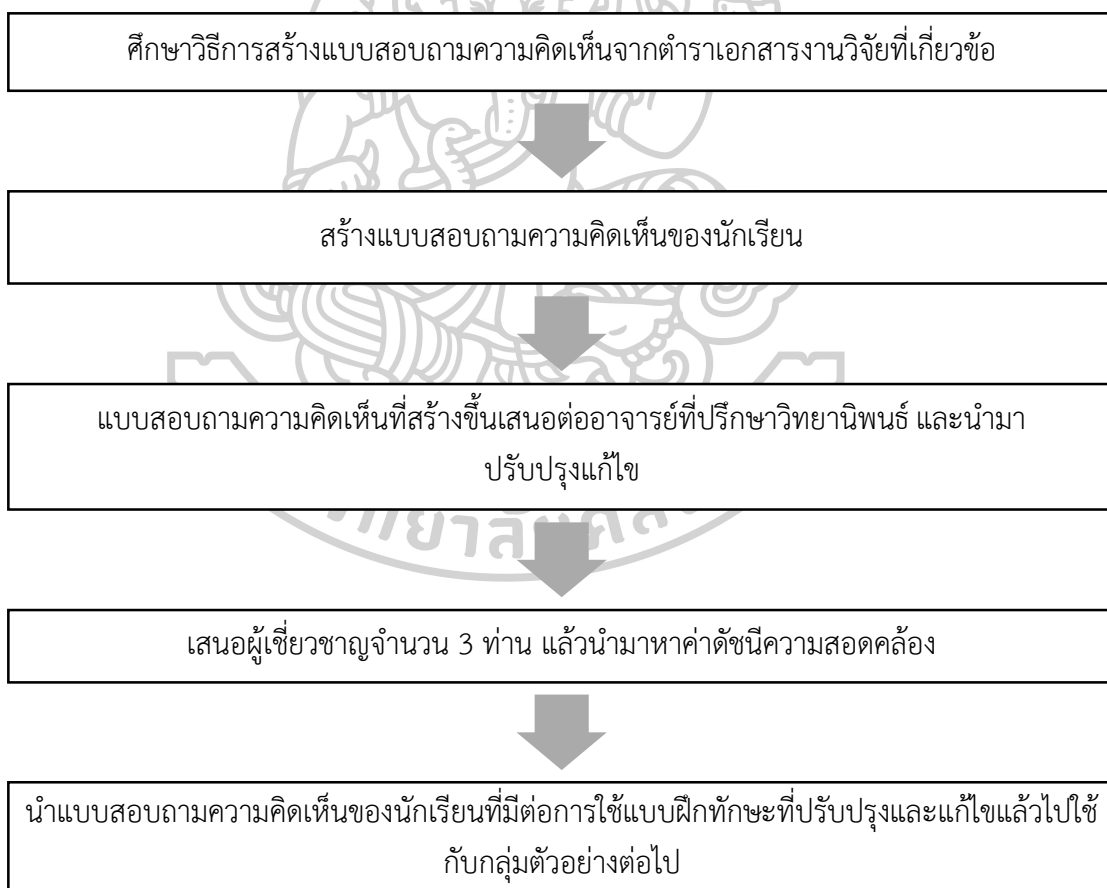 ศึกษาวิธีการสร้างแบบสอบถามความคิดเห็นจากตำราเอกสารงานวิจัยที่เกี่ยวข้อ
สร้างแบบสอบถามความคิดเห็นของนักเรียน
แบบสอบถามความคิดเห็นที่สร้างขึ้นเสนอต่ออาจารย์ที่ปรึกษาวิทยานิพนธ์ และนำมา
ปรับปรุงแก้ไข
เสนอผู้เชี่ยวชาญจำนวน 3 ท่าน แล้วนำมาหาค่าดัชนีความสอดคล้อง
นำแบบสอบถามความคิดเห็นของนักเรียนที่มีต่อการใช้แบบฝึกทักษะที่ปรับปรุงและแก้ไขแล้วไปใช้
กับกลุ่มตัวอย่างต่อไป